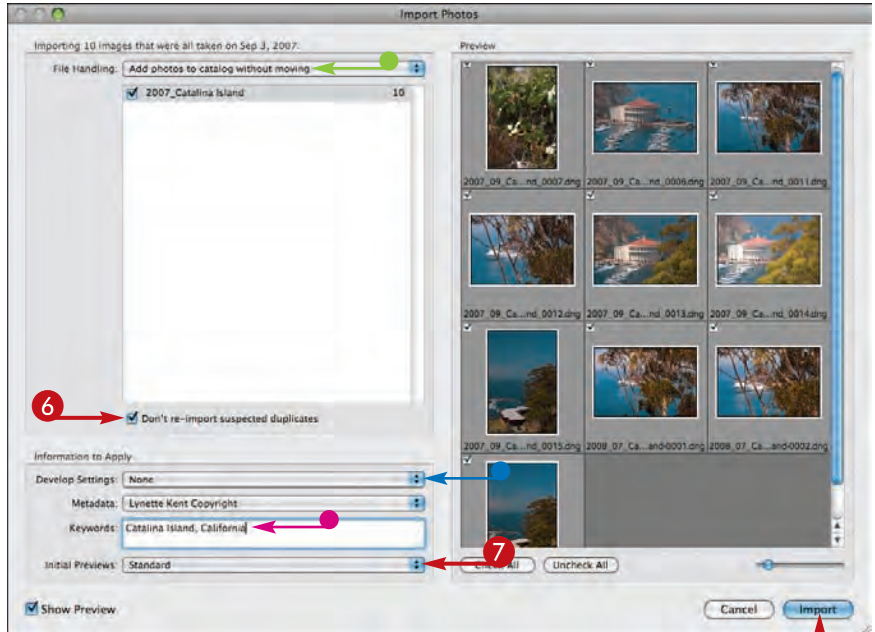 Import Photos
Importing 10 images that were all taken on Sep 3, 2007.
File Handling: Add photos to catalog without moving
2007_Catalina Island 10
6
Don't re-import suspected duplicates
Information to Apply
Develop Settings: None
Metadata: Lynette Kent Copyright
Keywords: Catalina Island, California
7
Initial Previews: Standard
Show Preview
Preview
2007_09_Ca...nd_0007.dng 2007_09_Ca...nd_0006.dng 2007_09_Ca...nd_0011.dng
2007_09_Ca...nd_0012.dng 2007_09_Ca...nd_0013.dng 2007_09_Ca...nd_0014.dng
2007_09_Ca...nd_0015.dng 2008_07_Ca...and-0001.dng 2008_07_Ca...and-0002.dng
Check All Uncheck All
Cancel Import